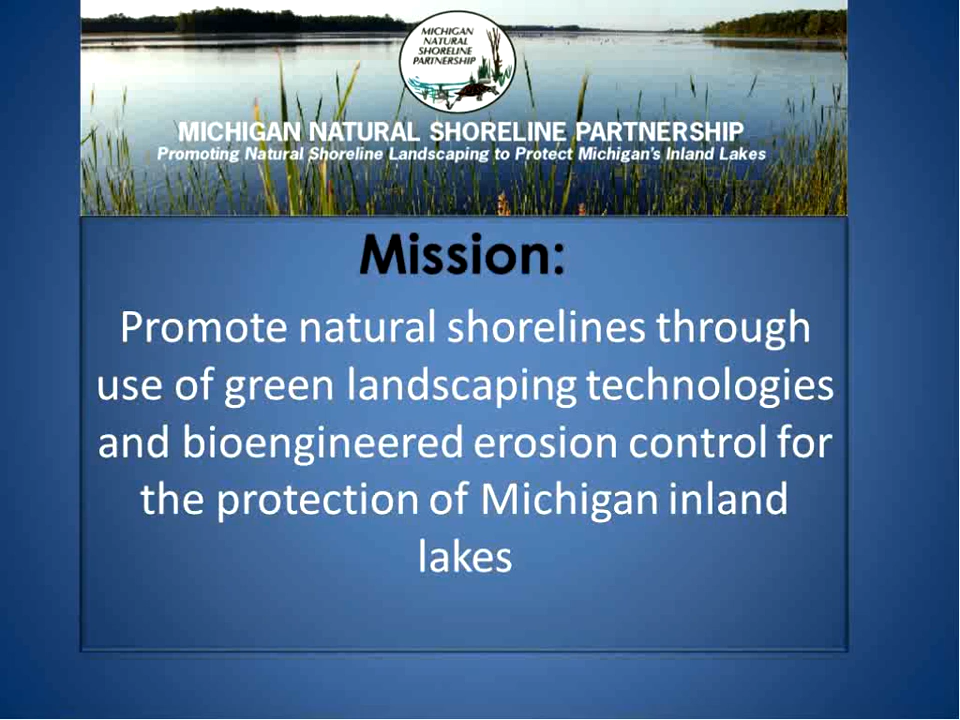 MICHIGAN
NATURAL
SHORELINE
PARTNERSHIP
MICHIGAN NATURAL SHORELINE PARTNERSHIP
Promoting Natural Shoreline Landscaping to Protect Michigan's Inland Lakes
Mission:
Promote natural shorelines through
use of green landscaping technologies
and bioengineered erosion control for
the protection of Michigan inland
lakes